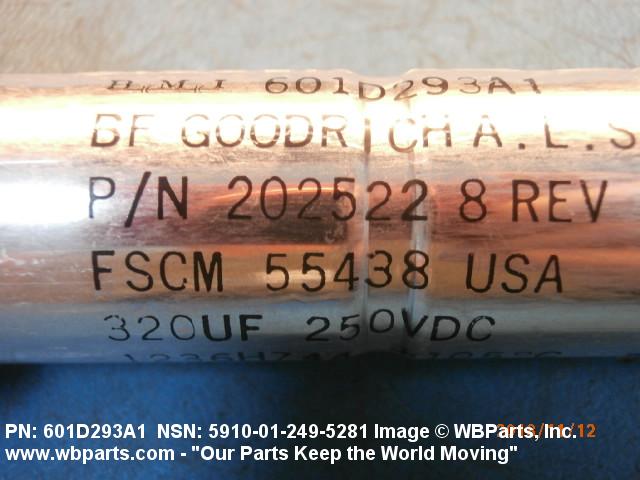 H.M.I 601D293A1
BF GOODRICH A.L.S
P/N 202522 8 REV
FSCM 55438 USA
320UF 250VDC
PN: 601D293A1 NSN: 5910-01-249-5281 Image © WBParts, Inc.
www.wbparts.com - "Our Parts Keep the World Moving"